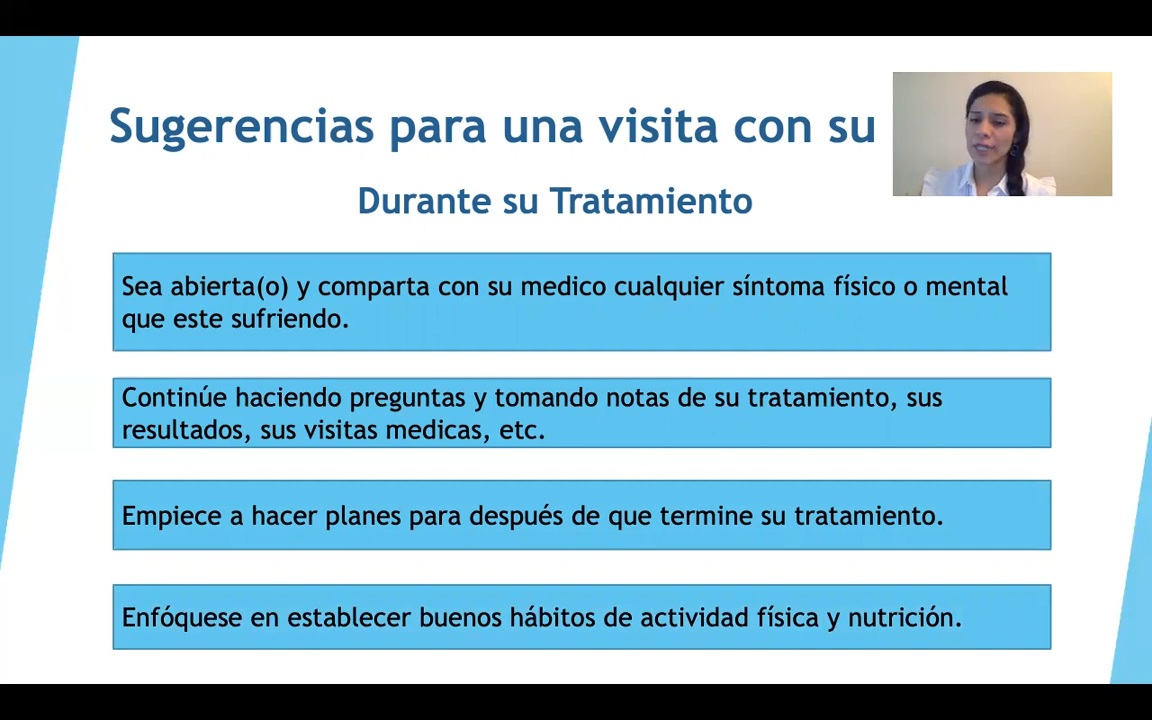 Sugerencias para una visita con su
Durante su Tratamiento
Sea abierta(o) y comparta con su medico cualquier síntoma físico o mental
que este sufriendo.
Continúe haciendo preguntas y tomando notas de su tratamiento, sus
resultados, sus visitas medicas, etc.
Empiece a hacer planes para después de que termine su tratamiento.
Enfóquese en establecer buenos hábitos de actividad física y nutrición.